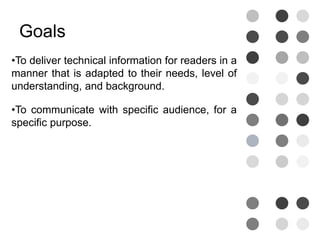 Goals
•To deliver technical information for readers in a
manner that is adapted to their needs, level of
understanding, and background.
•To communicate with specific audience, for a
specific purpose.